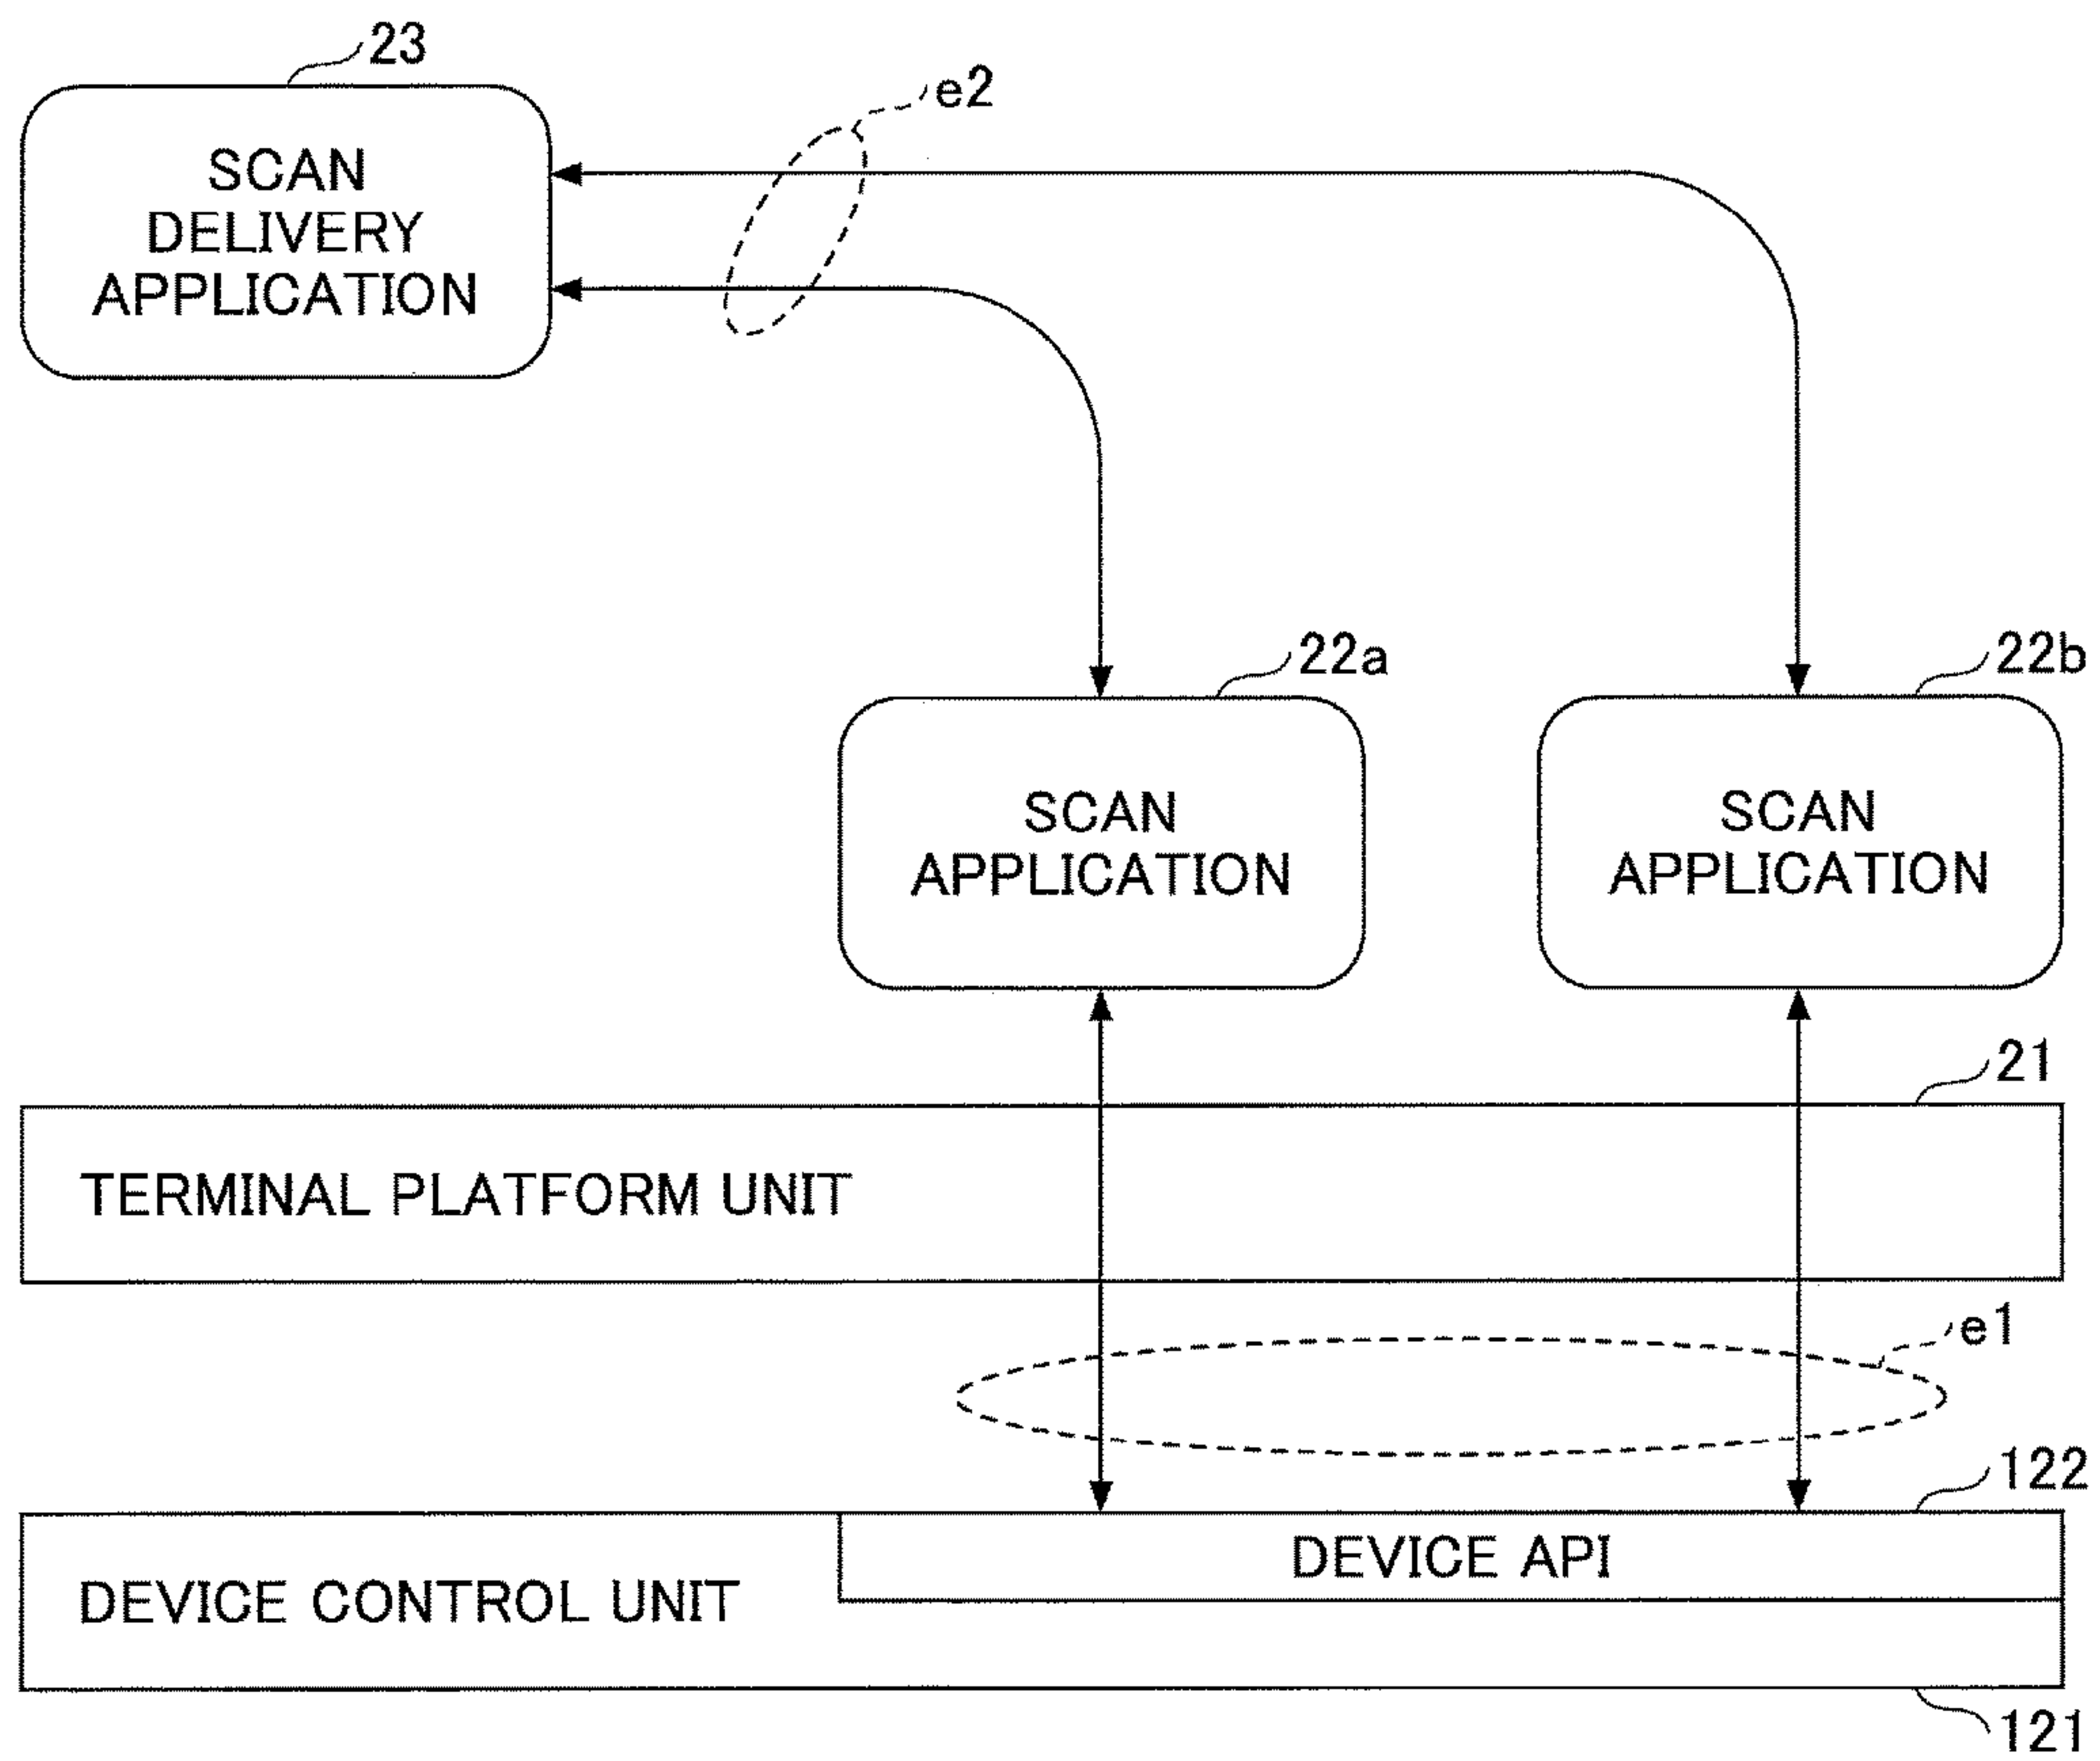 23
e2
SCAN
DELIVERY
APPLICATION
22a
22b
SCAN
APPLICATION
SCAN
APPLICATION
21
TERMINAL PLATFORM UNIT
e1
122
DEVICE API
DEVICE CONTROL UNIT
121